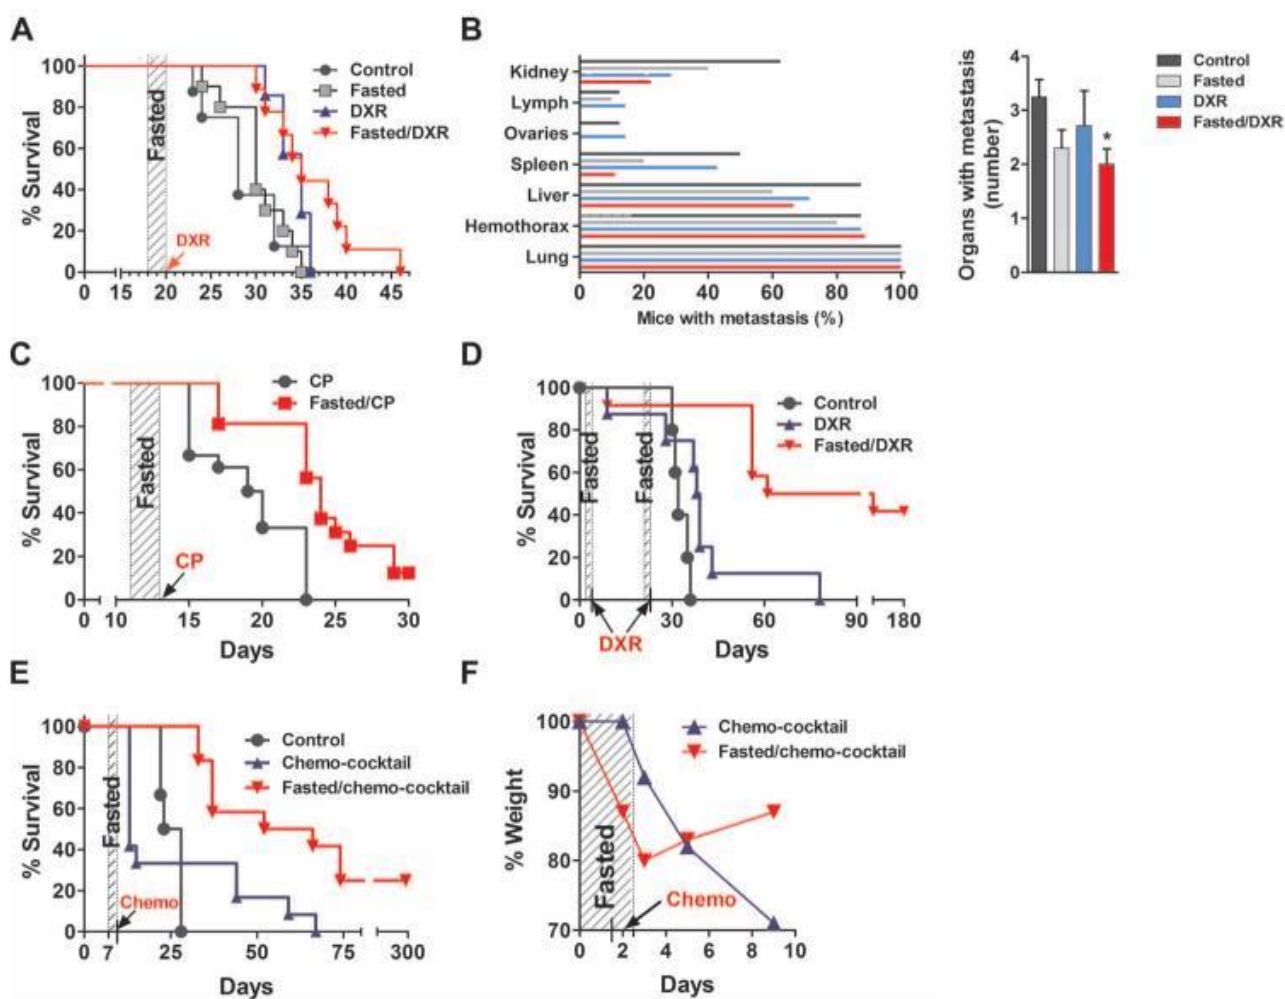 A
% Survival
100
80
60
40
20
0
Fasted
DXR
Control
Fasted
DXR
Fasted/DXR
0 15 20 25 30 35 40 45
B
Kidney
Lymph
Ovaries
Spleen
Liver
Hemothorax
Lung
0 20 40 60 80 100
Mice with metastasis (%)
Organs with metastasis
(number)
4
3
2
1
0
*
Control
Fasted
DXR
Fasted/DXR
C
% Survival
100
80
60
40
20
0
Fasted
CP
CP
Fasted/CP
0 10 15 20 25 30
Days
D
% Survival
100
80
60
40
20
0
Fasted
Fasted
DXR
Control
DXR
Fasted/DXR
0 30 60 90 180
Days
E
% Survival
100
80
60
40
20
0
Fasted
Chemo
Control
Chemo-cocktail
Fasted/chemo-cocktail
0 7 25 50 75 300
Days
F
% Weight
100
90
80
70
Fasted
Chemo
Chemo-cocktail
Fasted/chemo-cocktail
0 2 4 6 8 10
Days